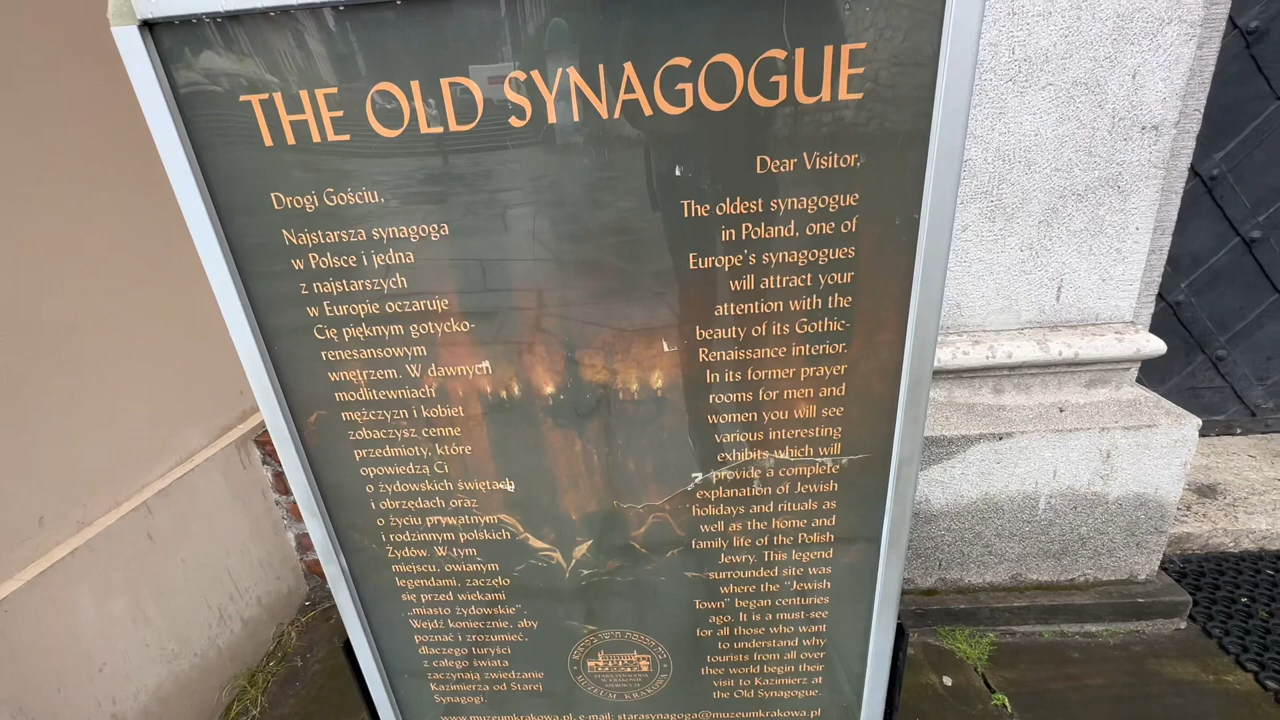 THE OLD SYNAGOGUE
Drogi Gościu,
Najstarsza synagoga
w Polsce i jedna
z najstarszych
w Europie oczaruje
Cię pięknym gotycko-
renesansowym
wnętrzem. W dawnych
modlitewniach
mężczyzn i kobiet
zobaczysz cenne
przedmioty, które
opowiedzą Ci
o żydowskich świętach
i obrzędach oraz
o życiu prywatnym
i rodzinnym polskich
Żydów. W tym
miejscu, owianym
legendami, zaczęło
się przed wiekami
„miasto żydowskie".
Wejdź koniecznie, aby
poznać i zrozumieć,
dlaczego turyści
z całego świata
zaczynają zwiedzanie
Kazimierza od Starej
Synagogi.
Dear Visitor,
The oldest synagogue
in Poland, one of
Europe's synagogues
will attract your
attention with the
beauty of its Gothic-
Renaissance interior.
In its former prayer
rooms for men and
women you will see
various interesting
exhibits which will
provide a complete
explanation of Jewish
holidays and rituals as
well as the home and
family life of the Polish
Jewry. This legend
surrounded site was
where the "Jewish
Town" began centuries
ago. It is a must-see
for all those who want
to understand why
tourists from all over
thee world begin their
visit to Kazimierz at
the Old Synagogue.
STARA SYNAGOGA
W KRAKOWIE
SZEROKA 24
MUZEUM KRAKOWA
www.muzeumkrakowa.pl, e-mail: starasynagoga@muzeumkrakowa.pl